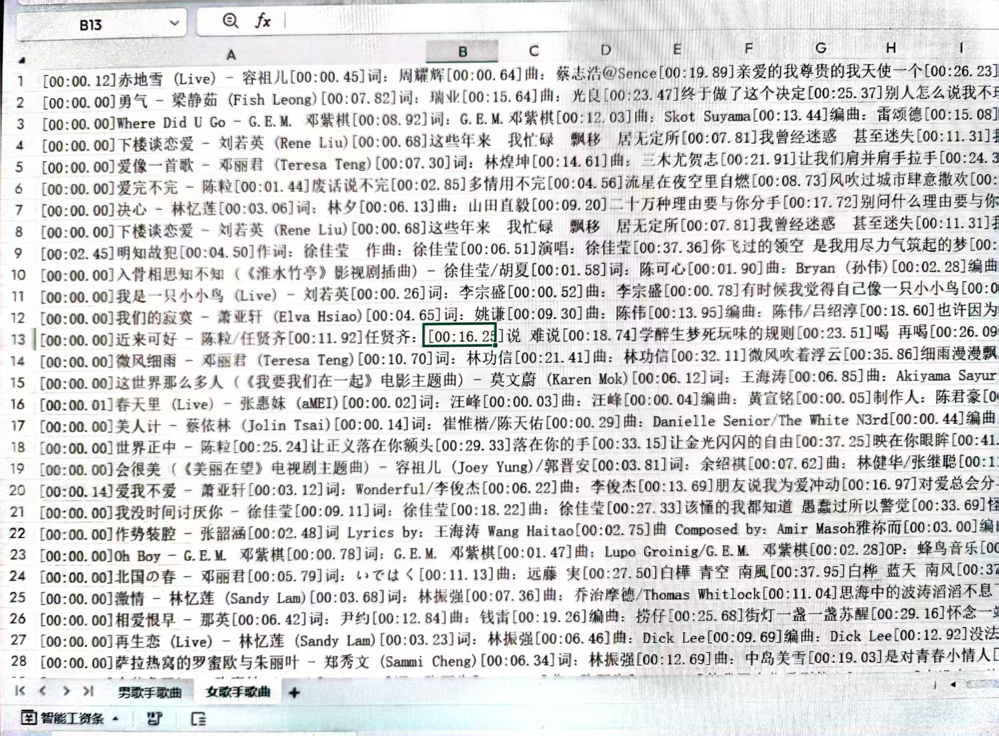 B13 fx
A B C D E F G H I
1 [00:00.12]赤地雪 (Live) - 容祖儿[00:00.45]词：周耀辉[00:00.64]曲：蔡志浩@Sence[00:19.89]亲爱的我尊贵的我天使一个[00:26.23]
2 [00:00.00]勇气 - 梁静茹 (Fish Leong)[00:07.82]词：瑞业[00:15.64]曲：光良[00:23.47]终于做了这个决定[00:25.37]别人怎么说我不
3 [00:00.00]Where Did U Go - G.E.M. 邓紫棋[00:08.92]词：G.E.M.邓紫棋[00:12.03]曲：Skot Suyama[00:13.44]编曲：雷颂德[00:15.08]
4 [00:00.00]下楼谈恋爱 - 刘若英 (Rene Liu)[00:00.68]这些年来 我忙碌 飘移 居无定所[00:07.81]我曾经迷惑 甚至迷失[00:11.31]
5 [00:00.00]爱像一首歌 - 邓丽君 (Teresa Teng)[00:07.30]词：林煌坤[00:14.61]曲：三木尤贺志[00:21.91]让我们肩并肩手拉手[00:24.3
6 [00:00.00]爱完不完 - 陈粒[00:01.44]废话说不完[00:02.85]多情用不完[00:04.56]流星在夜空里自燃[00:08.73]风吹过城市肆意撒欢[00:
7 [00:00.00]决心 - 林忆莲[00:03.06]词：林夕[00:06.13]曲：山田直毅[00:09.20]二十万种理由要与你分手[00:17.72]别问什么理由要与你
8 [00:00.00]下楼谈恋爱 - 刘若英 (Rene Liu)[00:00.68]这些年来 我忙碌 飘移 居无定所[00:07.81]我曾经迷惑 甚至迷失[00:11.31]我
9 [00:02.45]明知故犯[00:04.50]作词：徐佳莹 作曲：徐佳莹[00:06.51]演唱：徐佳莹[00:37.36]你飞过的领空 是我用尽力气筑起的梦[00:
10 [00:00.00]入骨相思知不知（《淮水竹亭》影视剧插曲）- 徐佳莹/胡夏[00:01.58]词：陈可心[00:01.90]曲：Bryan (孙伟)[00:02.28]编曲
11 [00:00.00]我是一只小小鸟 (Live) - 刘若英[00:00.26]词：李宗盛[00:00.52]曲：李宗盛[00:00.78]有时候我觉得自己像一只小小鸟[00:0
12 [00:00.00]我们的寂寞 - 萧亚轩 (Elva Hsiao)[00:04.65]词：姚谦[00:09.30]曲：陈伟[00:13.95]编曲：陈伟/吕绍淳[00:18.60]也许因为
13 [00:00.00]近来可好 - 陈粒/任贤齐[00:11.92]任贤齐：[00:16.25]说 难说[00:18.74]学醉生梦死玩味的规则[00:23.51]喝 再喝[00:26.09
14 [00:00.00]微风细雨 - 邓丽君 (Teresa Teng)[00:10.70]词：林功信[00:21.41]曲：林功信[00:32.11]微风吹着浮云[00:35.86]细雨漫漫飘
15 [00:00.00]这世界那么多人（《我要我们在一起》电影主题曲）- 莫文蔚 (Karen Mok)[00:06.12]词：王海涛[00:06.85]曲：Akiyama Sayur
16 [00:00.01]春天里 (Live) - 张惠妹 (aMEI)[00:00.02]词：汪峰[00:00.03]曲：汪峰[00:00.04]编曲：黄宣铭[00:00.05]制作人：陈君豪[0
17 [00:00.00]美人计 - 蔡依林 (Jolin Tsai)[00:00.14]词：崔惟楷/陈天佑[00:00.29]曲：Danielle Senior/The White N3rd[00:00.44]编曲
18 [00:00.00]世界正中 - 陈粒[00:25.24]让正义落在你额头[00:29.33]落在你的手[00:33.15]让金光闪闪的自由[00:37.25]映在你眼眸[00:41.
19 [00:00.00]会很美（《美丽在望》电视剧主题曲）- 容祖儿 (Joey Yung)/郭晋安[00:03.81]词：余绍祺[00:07.62]曲：林健华/张继聪[00:1
20 [00:00.14]爱我不爱 - 萧亚轩[00:03.12]词：Wonderful/李俊杰[00:06.22]曲：李俊杰[00:13.69]朋友说我为爱冲动[00:16.97]对爱总会分
21 [00:00.00]我没时间讨厌你 - 徐佳莹[00:09.11]词：徐佳莹[00:18.22]曲：徐佳莹[00:27.33]该懂的我都知道 愚蠢过所以警觉[00:33.69]怪
22 [00:00.00]作势装腔 - 张韶涵[00:02.48]词 Lyrics by：王海涛 Wang Haitao[00:02.75]曲 Composed by：Amir Masoh雅祢而[00:03.00]编
23 [00:00.00]Oh Boy - G.E.M. 邓紫棋[00:00.78]词：G.E.M. 邓紫棋[00:01.47]曲：Lupo Groinig/G.E.M. 邓紫棋[00:02.28]OP：蜂鸟音乐[00
24 [00:00.00]北国の春 - 邓丽君[00:05.79]词：いではく[00:11.13]曲：远藤 実[00:27.50]白樺 青空 南風[00:37.95]白桦 蓝天 南风[00:37
25 [00:00.00]激情 - 林忆莲 (Sandy Lam)[00:03.68]词：林振强[00:07.36]曲：乔治摩德/Thomas Whitlock[00:11.04]思海中的波涛滔滔不息
26 [00:00.00]相爱恨早 - 那英[00:06.42]词：尹约[00:12.84]曲：钱雷[00:19.26]编曲：捞仔[00:25.68]街灯一盏一盏苏醒[00:29.16]怀念一
27 [00:00.00]再生恋 (Live) - 林忆莲 (Sandy Lam)[00:03.23]词：林振强[00:06.46]曲：Dick Lee[00:09.69]编曲：Dick Lee[00:12.92]没法
28 [00:00.00]萨拉热窝的罗蜜欧与朱丽叶 - 郑秀文 (Sammi Cheng)[00:06.34]词：林振强[00:12.69]曲：中岛美雪[00:19.03]是对青春小情人[
男歌手歌曲 女歌手歌曲 +
智能工资条